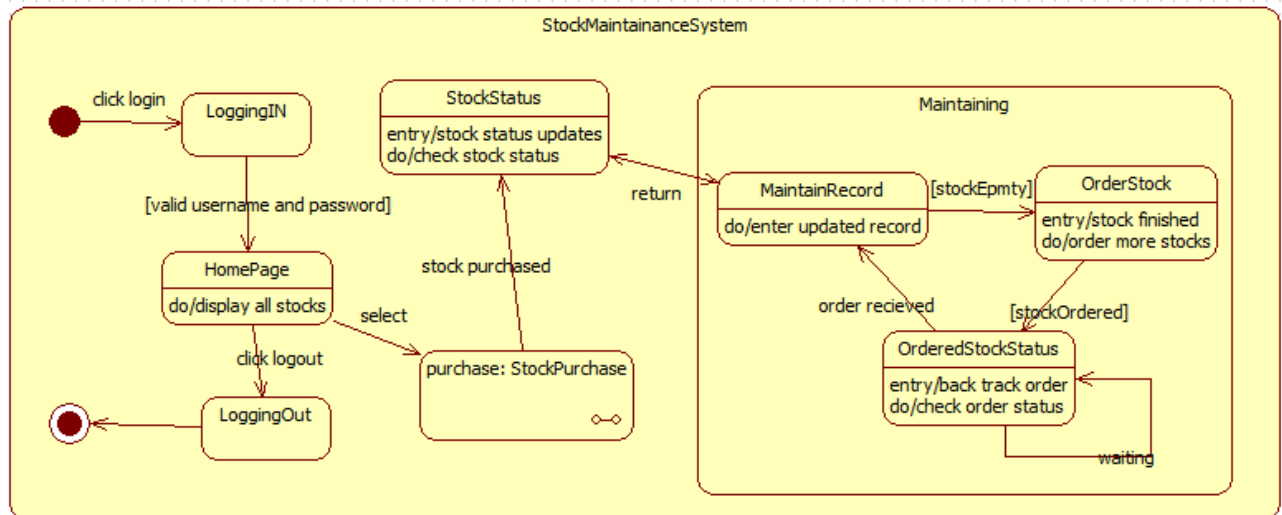 StockMaintainanceSystem
click login
LoggingIN
[valid username and password]
HomePage
do/display all stocks
click logout
LoggingOut
select
purchase: StockPurchase
stock purchased
StockStatus
entry/stock status updates
do/check stock status
return
Maintaining
MaintainRecord
do/enter updated record
[stockEpmty]
OrderStock
entry/stock finished
do/order more stocks
[stockOrdered]
order recieved
OrderedStockStatus
entry/back track order
do/check order status
waiting